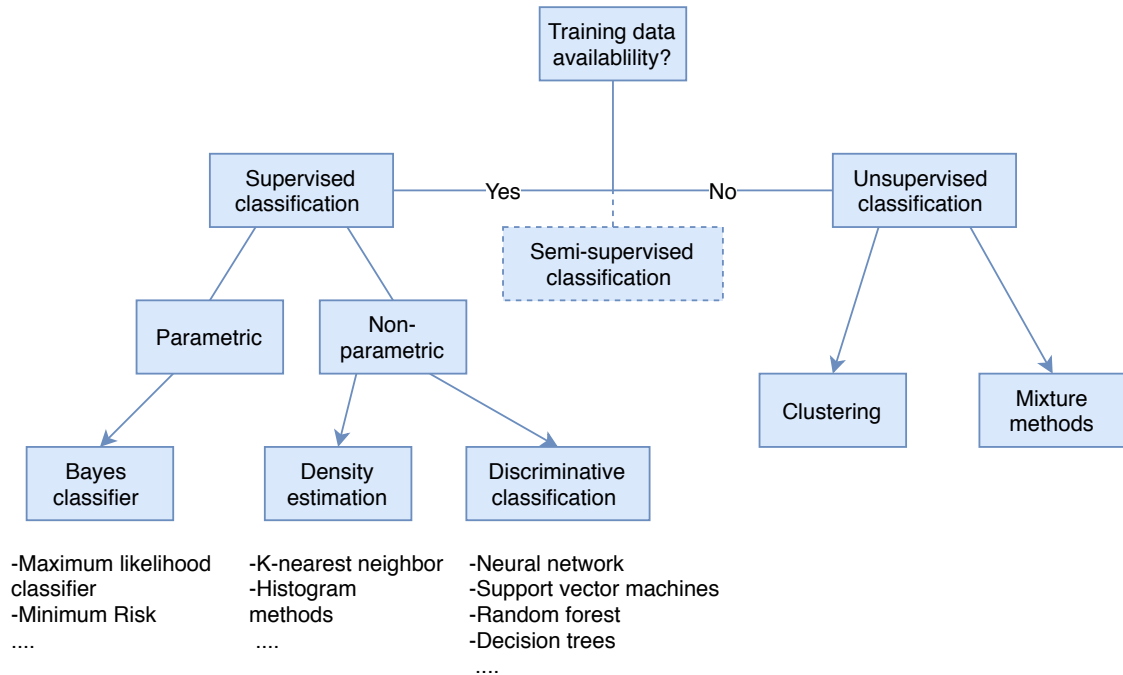 Training data
availablility?
Supervised
classification
Yes
No
Unsupervised
classification
Semi-supervised
classification
Parametric
Non-
parametric
Clustering
Mixture
methods
Bayes
classifier
Density
estimation
Discriminative
classification
-Maximum likelihood
classifier
-Minimum Risk
....
-K-nearest neighbor
-Histogram
methods
....
-Neural network
-Support vector machines
-Random forest
-Decision trees
....